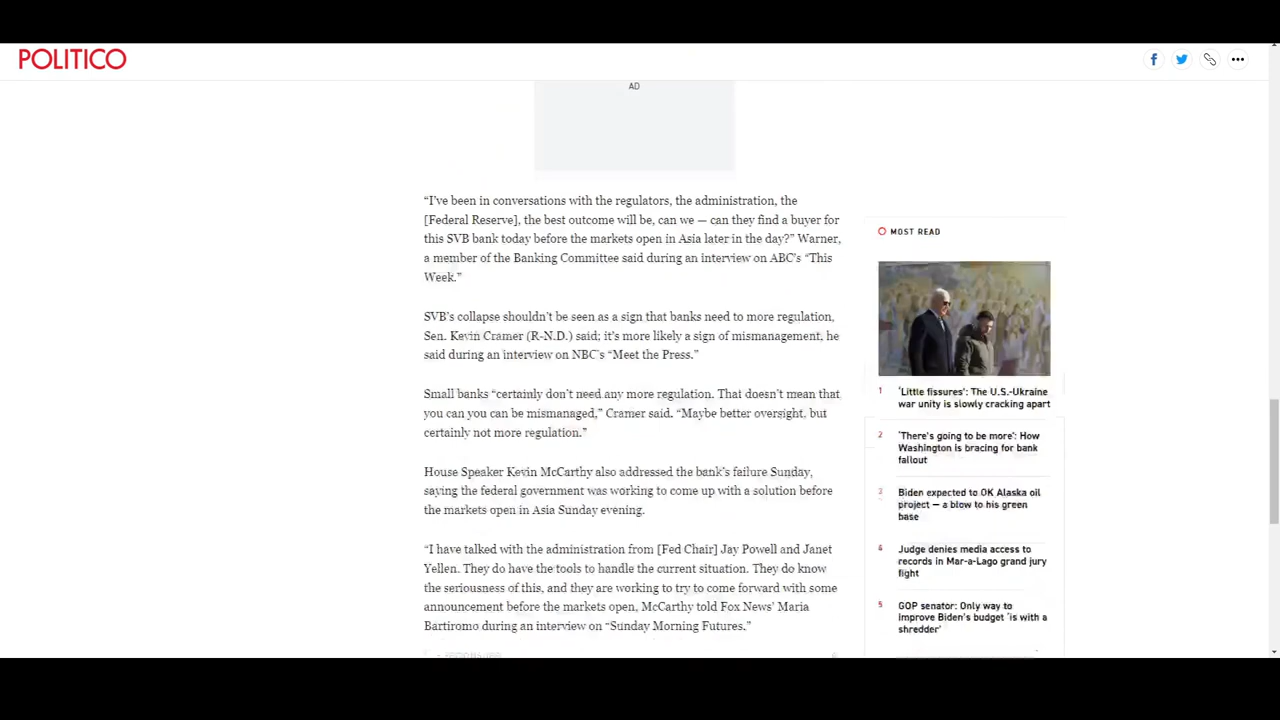 POLITICO
AD
“I’ve been in conversations with the regulators, the administration, the
[Federal Reserve], the best outcome will be, can we — can they find a buyer for
this SVB bank today before the markets open in Asia later in the day?” Warner,
a member of the Banking Committee said during an interview on ABC’s “This
Week.”
SVB’s collapse shouldn’t be seen as a sign that banks need to more regulation,
Sen. Kevin Cramer (R-N.D.) said; it’s more likely a sign of mismanagement, he
said during an interview on NBC’s “Meet the Press.”
Small banks “certainly don’t need any more regulation. That doesn’t mean that
you can you can be mismanaged,” Cramer said. “Maybe better oversight, but
certainly not more regulation.”
House Speaker Kevin McCarthy also addressed the bank’s failure Sunday,
saying the federal government was working to come up with a solution before
the markets open in Asia Sunday evening.
“I have talked with the administration from [Fed Chair] Jay Powell and Janet
Yellen. They do have the tools to handle the current situation. They do know
the seriousness of this, and they are working to try to come forward with some
announcement before the markets open, McCarthy told Fox News’ Maria
Bartiromo during an interview on “Sunday Morning Futures.”
MOST READ
1 ‘Little fissures’: The U.S.-Ukraine
war unity is slowly cracking apart
2 ‘There’s going to be more’: How
Washington is bracing for bank
fallout
3 Biden expected to OK Alaska oil
project — a blow to his green
base
4 Judge denies media access to
records in Mar-a-Lago grand jury
fight
5 GOP senator: Only way to
improve Biden’s budget ‘is with a
shredder’